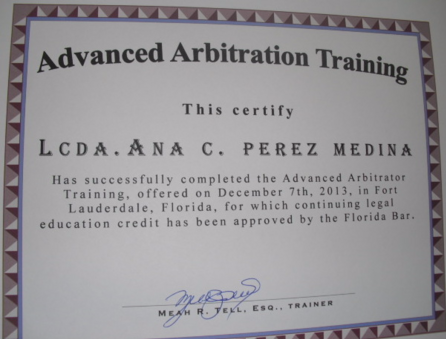 Advanced Arbitration Training
This certify
LCDA. ANA C. PEREZ MEDINA
Has successfully completed the Advanced Arbitrator
Training, offered on December 7th, 2013, in Fort
Lauderdale, Florida, for which continuing legal
education credit has been approved by the Florida Bar.
MEAH R. TELL, ESQ., TRAINER